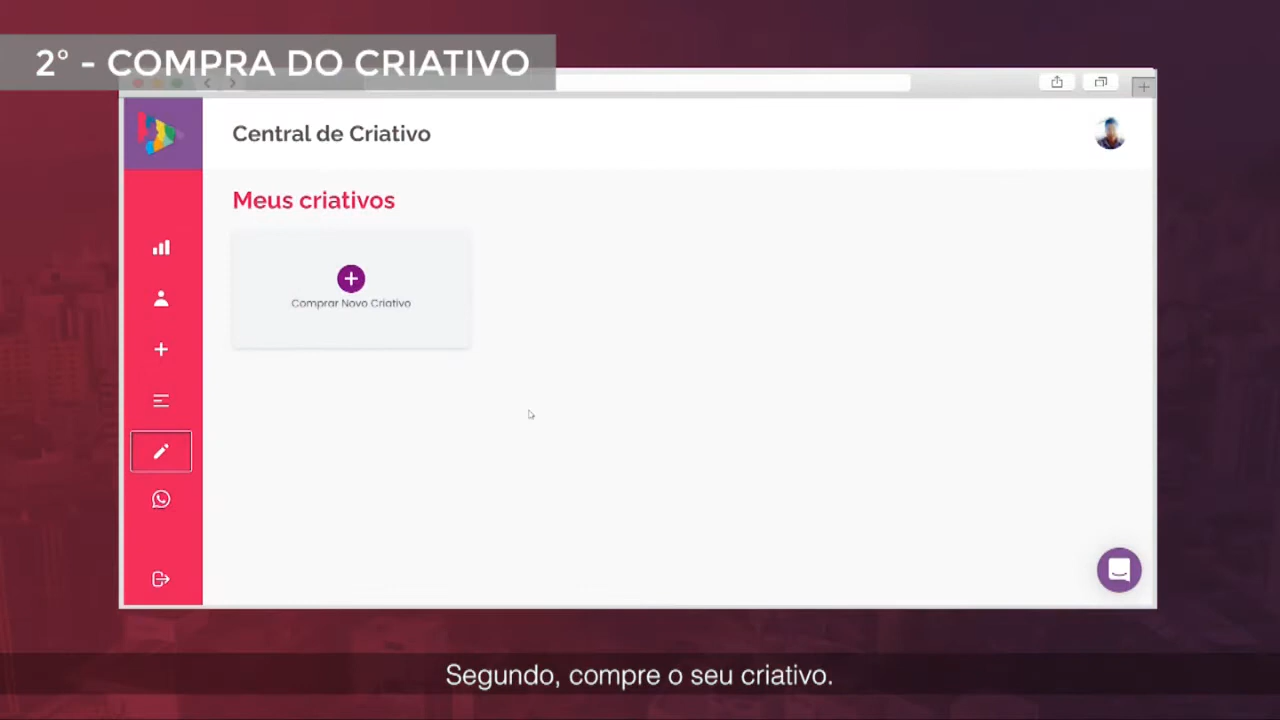 2° - COMPRA DO CRIATIVO
Central de Criativo
Meus criativos
Comprar Novo Criativo
Segundo, compre o seu criativo.